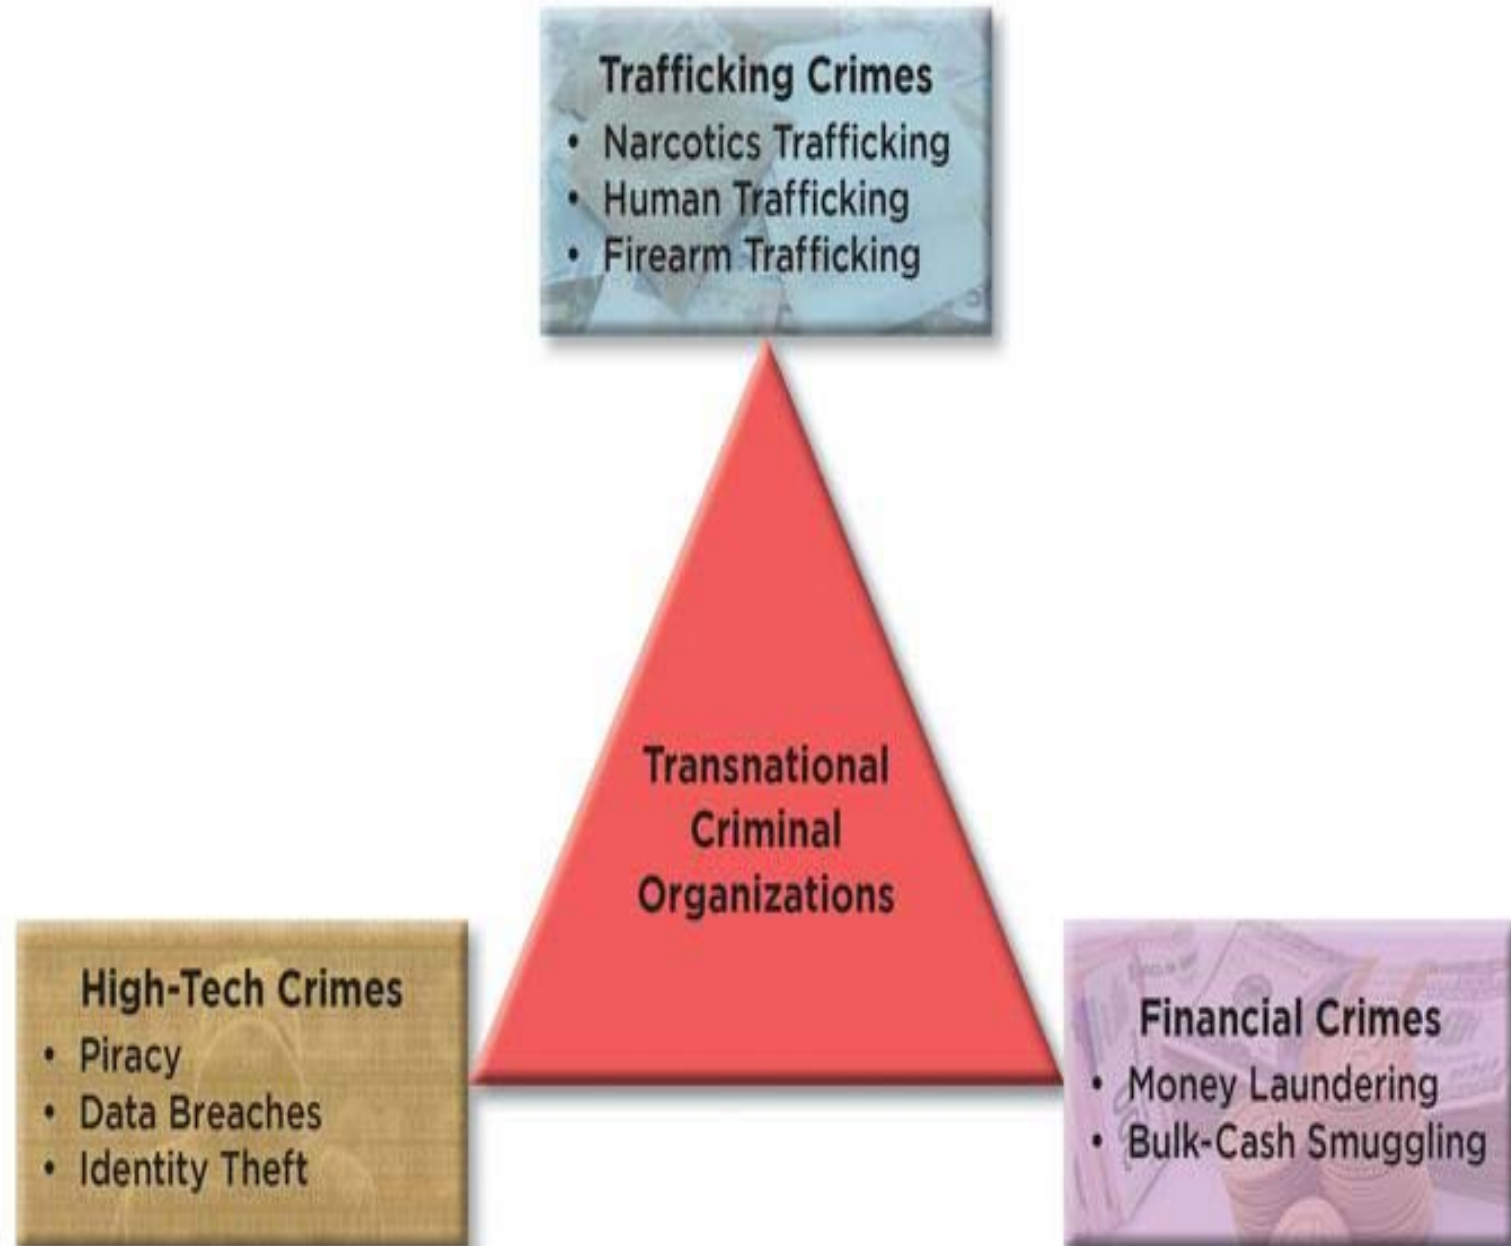 Trafficking Crimes
• Narcotics Trafficking
• Human Trafficking
• Firearm Trafficking
Transnational
Criminal
Organizations
High-Tech Crimes
• Piracy
• Data Breaches
• Identity Theft
Financial Crimes
• Money Laundering
• Bulk-Cash Smuggling